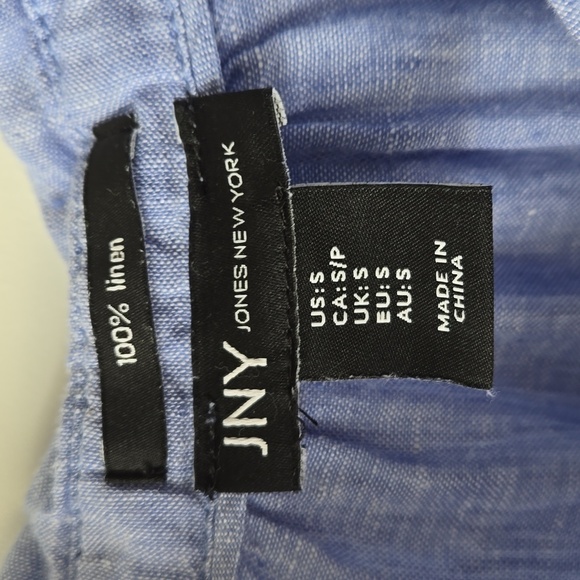 100% linen
JNY JONES NEW YORK
US: S
CA: S/P
UK: S
EU: S
AU: S
MADE IN
CHINA